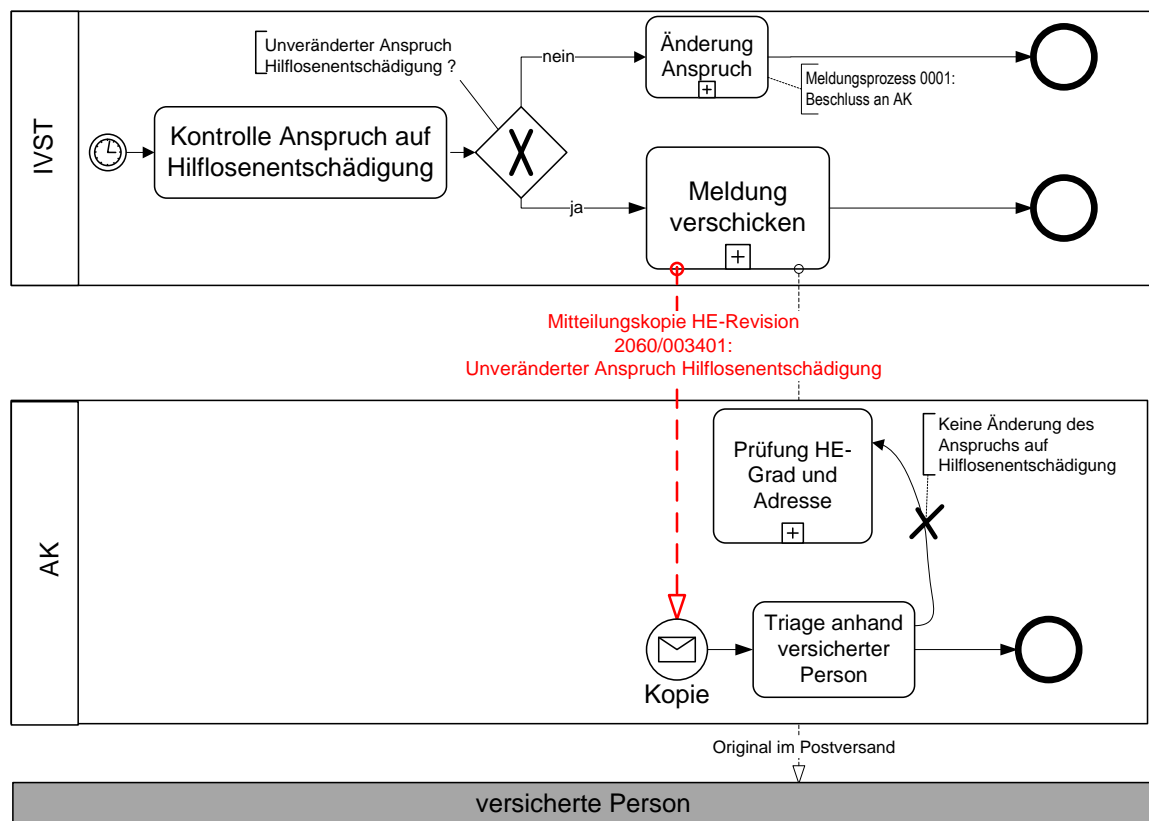 IVST
Unveränderter Anspruch
Hilflosenentschädigung ?
Kontrolle Anspruch auf
Hilflosenentschädigung
nein
Änderung
Anspruch
Meldungsprozess 0001:
Beschluss an AK
ja
Meldung
verschicken
Mitteilungskopie HE-Revision
2060/003401:
Unveränderter Anspruch Hilflosenentschädigung
AK
Prüfung HE-
Grad und
Adresse
Keine Änderung des
Anspruchs auf
Hilflosenentschädigung
Kopie
Triage anhand
versicherter
Person
Original im Postversand
versicherte Person